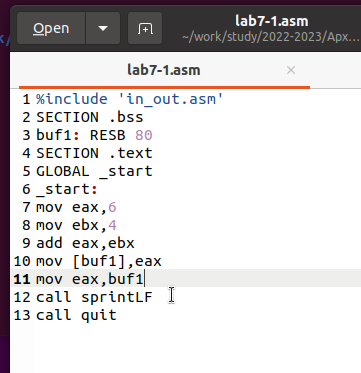 Open
lab7-1.asm
~/work/study/2022-2023/Apx...
lab7-1.asm
1 %include 'in_out.asm'
2 SECTION .bss
3 buf1: RESB 80
4 SECTION .text
5 GLOBAL _start
6 _start:
7 mov eax,6
8 mov ebx,4
9 add eax,ebx
10 mov [buf1],eax
11 mov eax,buf1
12 call sprintLF
13 call quit